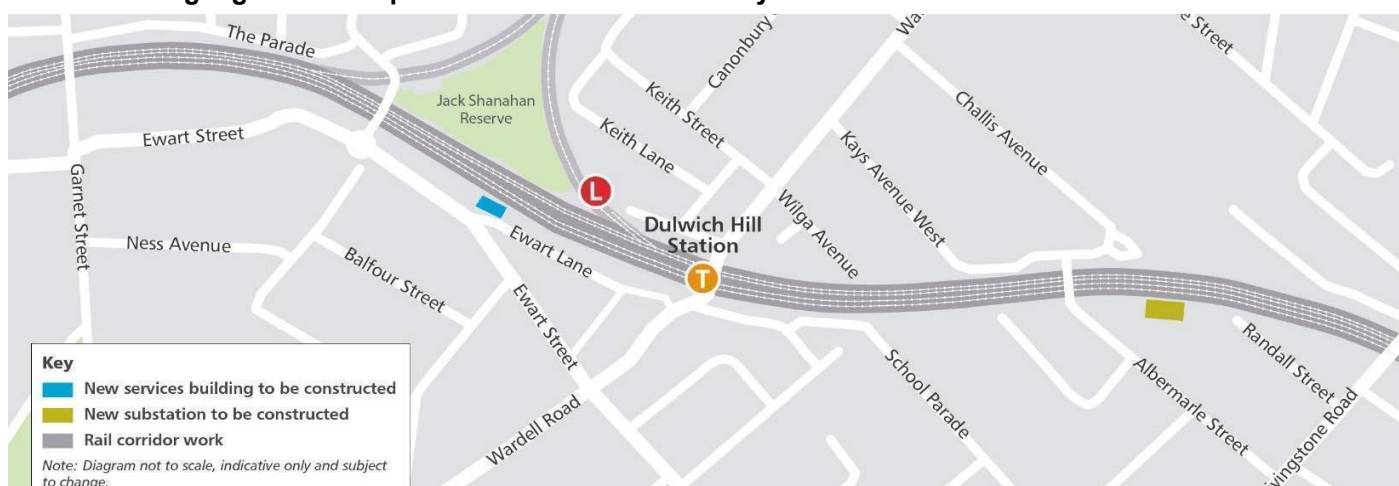 The Parade
Jack Shanahan
Reserve
Canonbury
Street
Ewart Street
Keith Street
Keith Lane
Challis Avenue
Kays Avenue West
Garnet Street
L
Wilga Avenue
Dulwich Hill
Station
T
Ness Avenue
Balfour Street
Ewart Lane
Ewart Street
School Parade
Randall Street
Albermarle Street
Wardell Road
Key
New services building to be constructed
New substation to be constructed
Rail corridor work
Note: Diagram not to scale, indicative only and subject
to change.